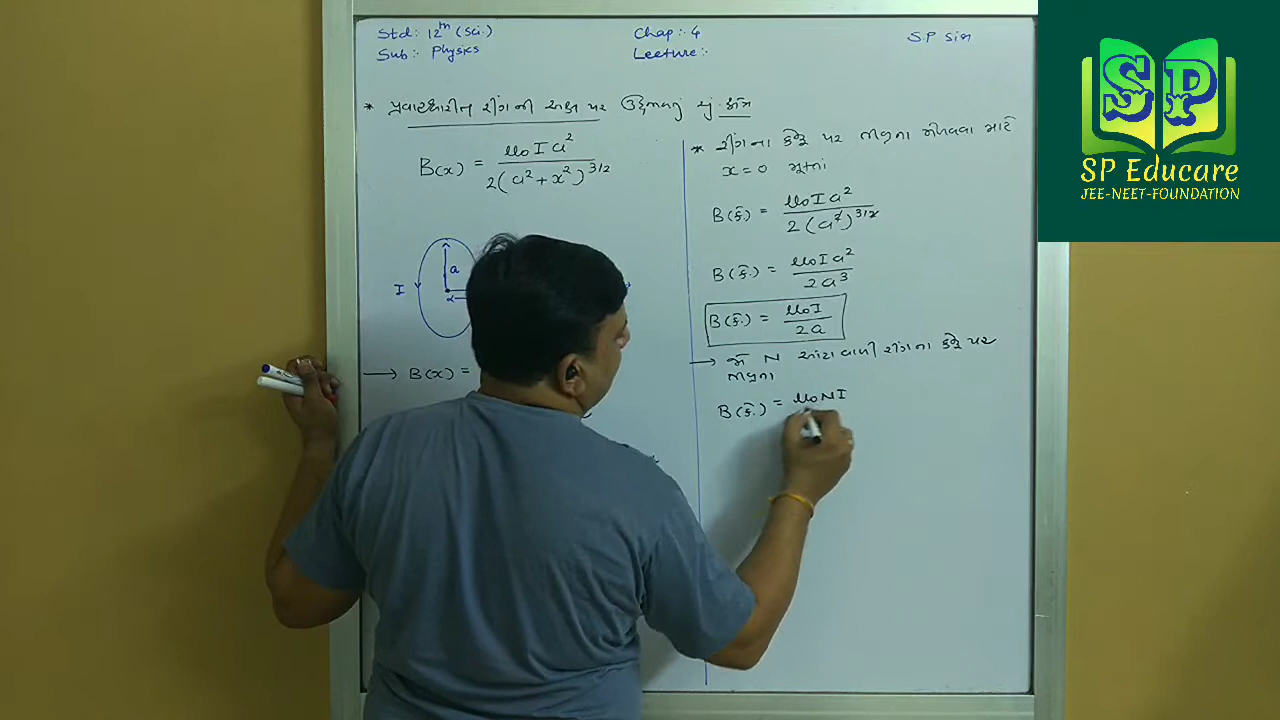 Std: 12th (Sci.)
Sub:- Physics
Chap:- 4
Lecture:-
S P Sir
* પ્રવાહધારીત રીંગની અક્ષ પર ઉદ્ભવતું ચું. ક્ષેત્ર
B(x) = μ₀Ia² / 2(a² + x²)^3/2
a
I
→ B(x) =
* રીંગના કેન્દ્ર પર તીવ્રતા મેળવવા માટે
x = 0 મૂકતાં
B(કે.) = μ₀Ia² / 2(a²)^3/2
B(કે.) = μ₀Ia² / 2a³
B(કે.) = μ₀I / 2a
→ જો N આંટાવાળી રીંગના કેન્દ્ર પર
તીવ્રતા
B(કે.) = μ₀NI
SP
SP Educare
JEE-NEET-FOUNDATION